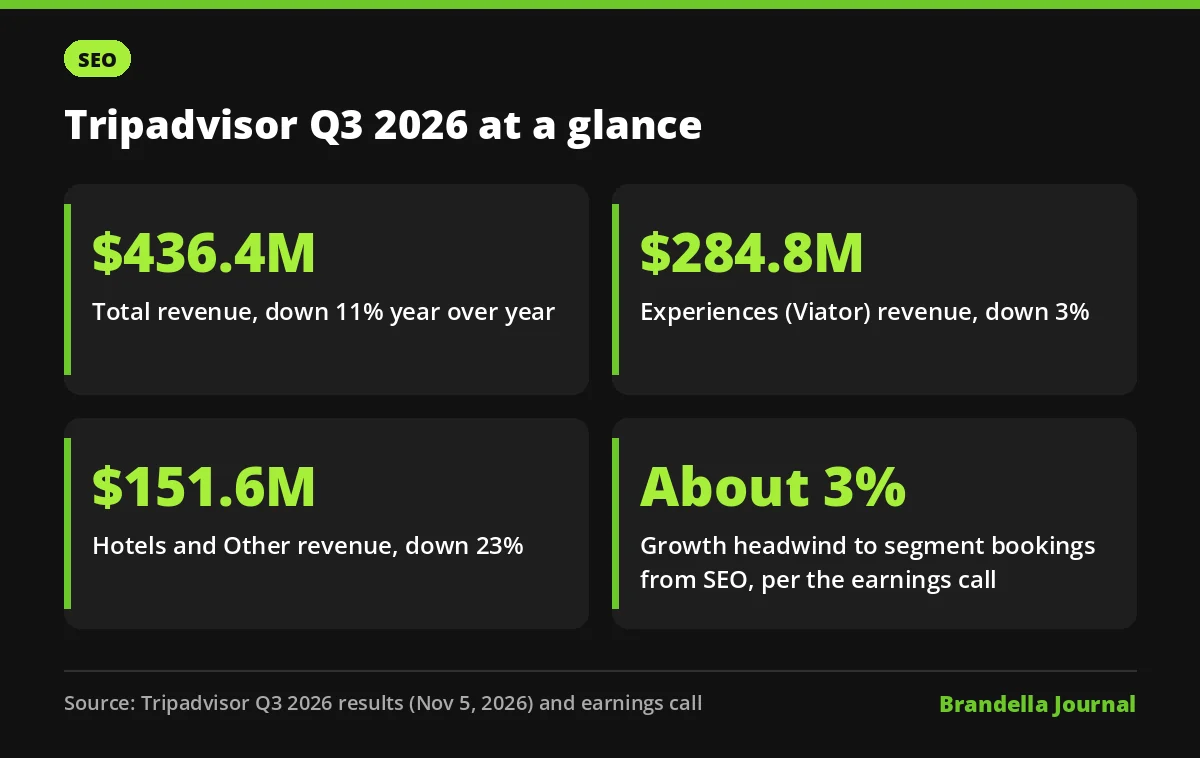 SEO
Tripadvisor Q3 2026 at a glance
$436.4M
Total revenue, down 11% year over year
$284.8M
Experiences (Viator) revenue, down 3%
$151.6M
Hotels and Other revenue, down 23%
About 3%
Growth headwind to segment bookings
from SEO, per the earnings call
Source: Tripadvisor Q3 2026 results (Nov 5, 2026) and earnings call
Brandella Journal